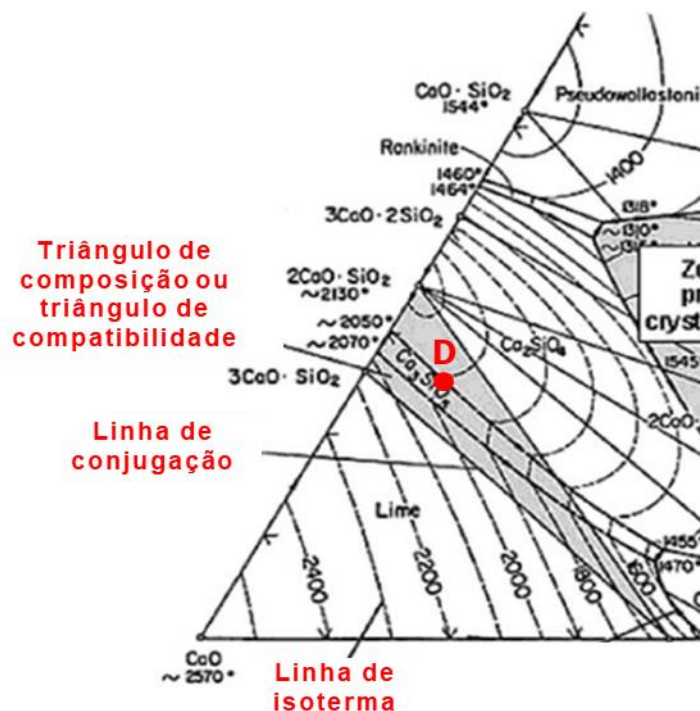 CaO·SiO₂
1544°
Pseudowollastoni
Rankinite
1400
1460°
1464°
1318°
~1310°
3CaO·2SiO₂
Triângulo de
composição ou
triângulo de
compatibilidade
2CaO·SiO₂
~2130°
~2050°
~2070°
Ca₂SiO₄
D
Ca₃SiO₅
crys
1545
3CaO·SiO₂
2CaO·
Linha de
conjugação
Lime
1455°
1470°
2400
2200
2000
1800
1600
CaO
~2570°
Linha de
isoterma